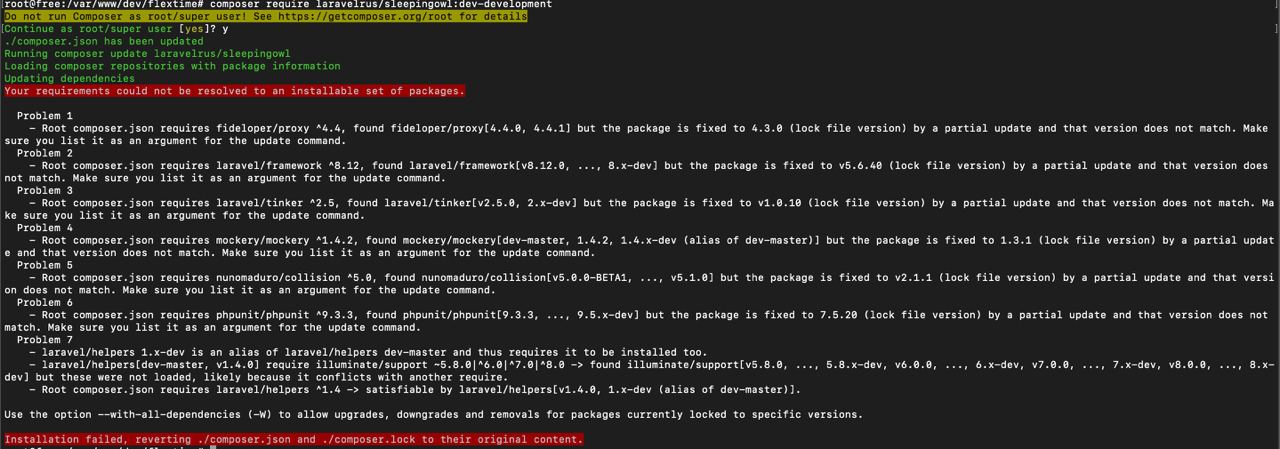 [root@free:/var/www/dev/flextime# composer require laravelrus/sleepingowl:dev-development ]
Do not run Composer as root/super user! See https://getcomposer.org/root for details
[Continue as root/super user [yes]? y ]
./composer.json has been updated
Running composer update laravelrus/sleepingowl
Loading composer repositories with package information
Updating dependencies
Your requirements could not be resolved to an installable set of packages.
Problem 1
- Root composer.json requires fideloper/proxy ^4.4, found fideloper/proxy[4.4.0, 4.4.1] but the package is fixed to 4.3.0 (lock file version) by a partial update and that version does not match. Make
sure you list it as an argument for the update command.
Problem 2
- Root composer.json requires laravel/framework ^8.12, found laravel/framework[v8.12.0, ..., 8.x-dev] but the package is fixed to v5.6.40 (lock file version) by a partial update and that version does
not match. Make sure you list it as an argument for the update command.
Problem 3
- Root composer.json requires laravel/tinker ^2.5, found laravel/tinker[v2.5.0, 2.x-dev] but the package is fixed to v1.0.10 (lock file version) by a partial update and that version does not match. Ma
ke sure you list it as an argument for the update command.
Problem 4
- Root composer.json requires mockery/mockery ^1.4.2, found mockery/mockery[dev-master, 1.4.2, 1.4.x-dev (alias of dev-master)] but the package is fixed to 1.3.1 (lock file version) by a partial updat
e and that version does not match. Make sure you list it as an argument for the update command.
Problem 5
- Root composer.json requires nunomaduro/collision ^5.0, found nunomaduro/collision[v5.0.0-BETA1, ..., v5.1.0] but the package is fixed to v2.1.1 (lock file version) by a partial update and that versi
on does not match. Make sure you list it as an argument for the update command.
Problem 6
- Root composer.json requires phpunit/phpunit ^9.3.3, found phpunit/phpunit[9.3.3, ..., 9.5.x-dev] but the package is fixed to 7.5.20 (lock file version) by a partial update and that version does not
match. Make sure you list it as an argument for the update command.
Problem 7
- laravel/helpers 1.x-dev is an alias of laravel/helpers dev-master and thus requires it to be installed too.
- laravel/helpers[dev-master, v1.4.0] require illuminate/support ~5.8.0|^6.0|^7.0|^8.0 -> found illuminate/support[v5.8.0, ..., 5.8.x-dev, v6.0.0, ..., 6.x-dev, v7.0.0, ..., 7.x-dev, v8.0.0, ..., 8.x-
dev] but these were not loaded, likely because it conflicts with another require.
- Root composer.json requires laravel/helpers ^1.4 -> satisfiable by laravel/helpers[v1.4.0, 1.x-dev (alias of dev-master)].
Use the option --with-all-dependencies (-W) to allow upgrades, downgrades and removals for packages currently locked to specific versions.
Installation failed, reverting ./composer.json and ./composer.lock to their original content.